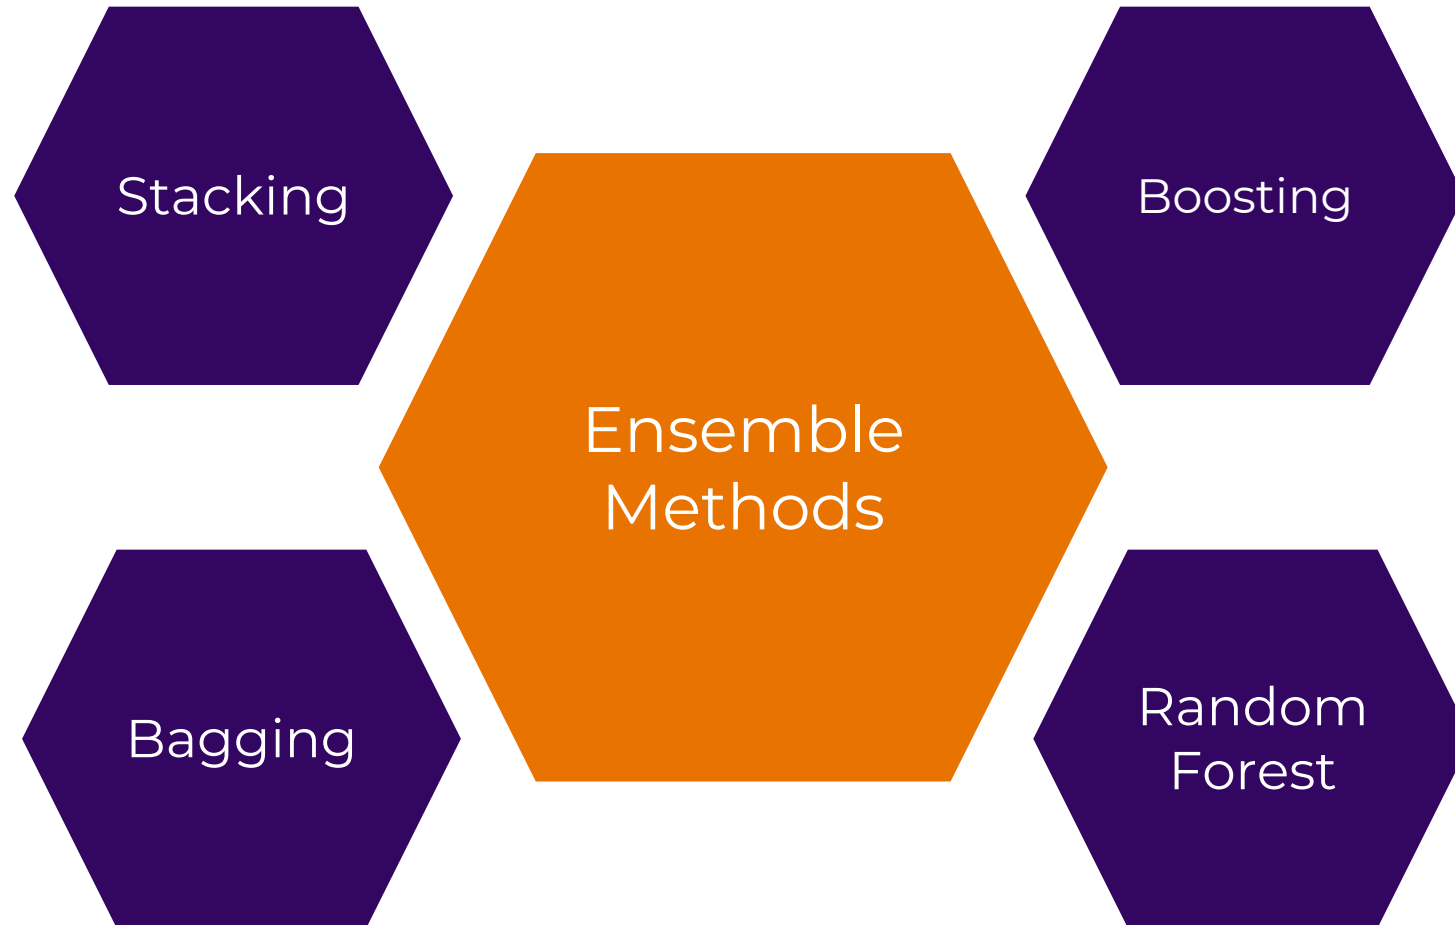 Stacking
Boosting
Ensemble
Methods
Bagging
Random
Forest